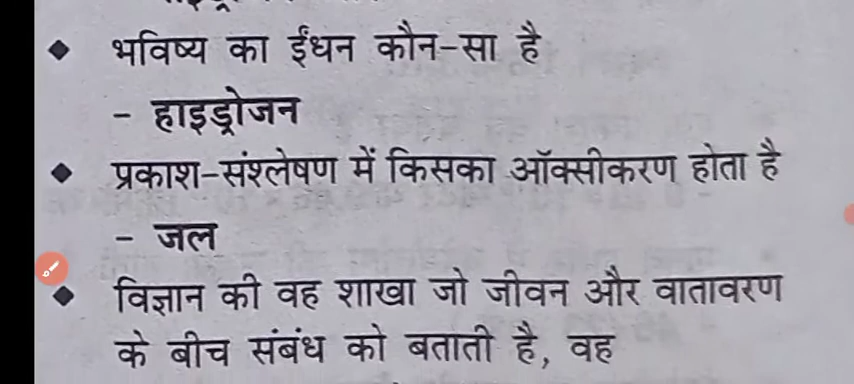 ◆ भविष्य का ईंधन कौन-सा है
- हाइड्रोजन
◆ प्रकाश-संश्लेषण में किसका ऑक्सीकरण होता है
- जल
◆ विज्ञान की वह शाखा जो जीवन और वातावरण
के बीच संबंध को बताती है, वह